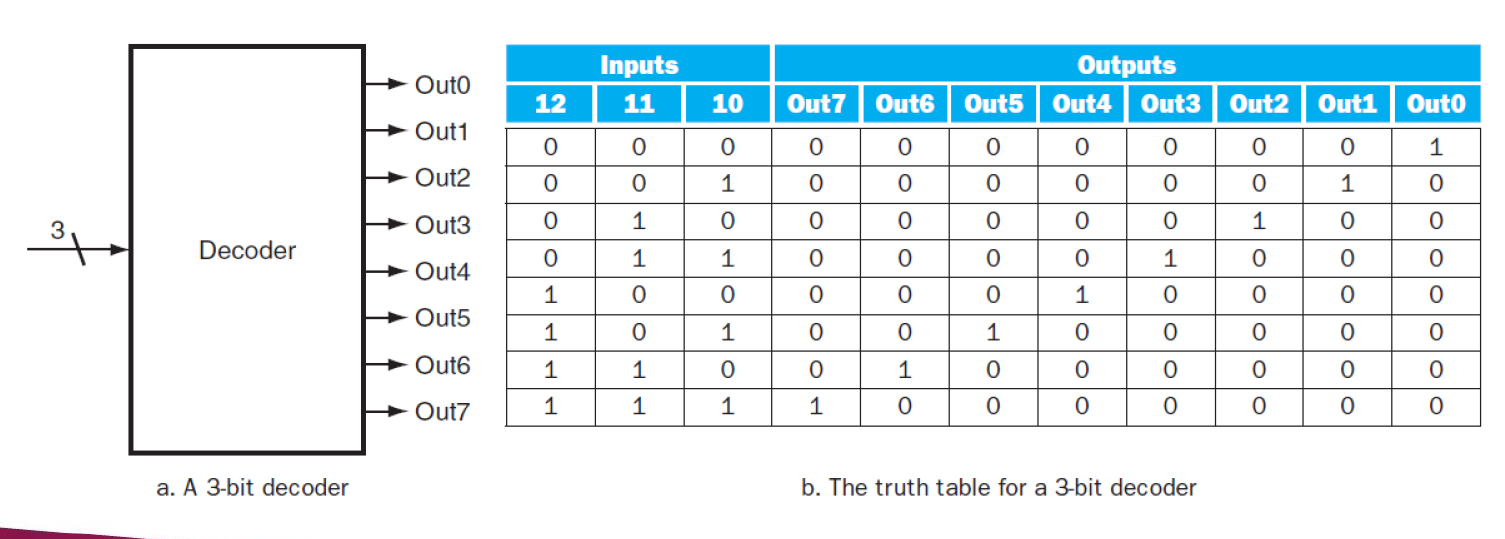 Out0
Out1
Out2
3
Out3
Decoder
Out4
Out5
Out6
Out7
a. A 3-bit decoder
Inputs Outputs
12 11 10 Out7 Out6 Out5 Out4 Out3 Out2 Out1 Out0
0 0 0 0 0 0 0 0 0 0 1
0 0 1 0 0 0 0 0 0 1 0
0 1 0 0 0 0 0 0 1 0 0
0 1 1 0 0 0 0 1 0 0 0
1 0 0 0 0 0 1 0 0 0 0
1 0 1 0 0 1 0 0 0 0 0
1 1 0 0 1 0 0 0 0 0 0
1 1 1 1 0 0 0 0 0 0 0
b. The truth table for a 3-bit decoder